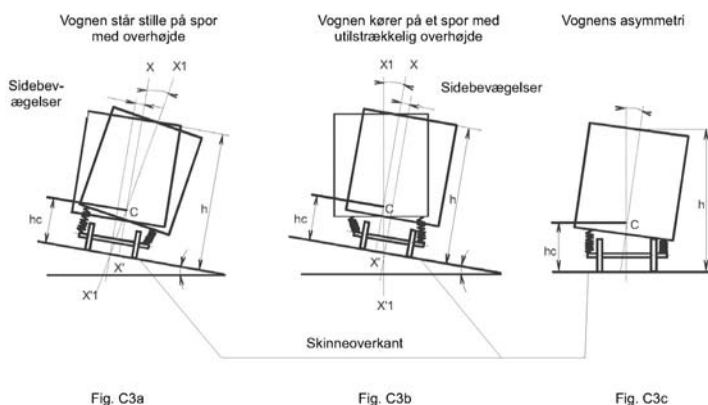 Vognen står stille på spor
med overhøjde
Vognen kører på et spor med
utilstrækkelig overhøjde
Vognens asymmetri
X X1
X1 X
Sidebev-
ægelser
Sidebevægelser
h
h
h
hc
C
hc
C
hc
C
X'
X'1
X'
X'1
Skinneoverkant
Fig. C3a
Fig. C3b
Fig. C3c